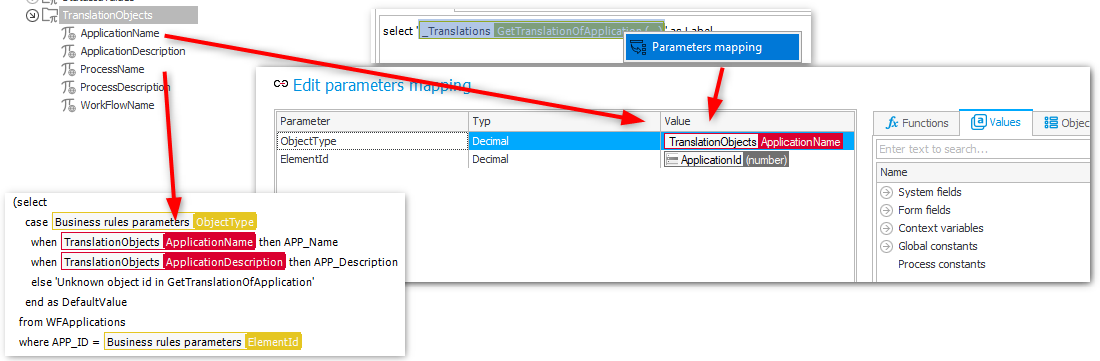 TranslationObjects
ApplicationName
ApplicationDescription
ProcessName
ProcessDescription
WorkFlowName
select '_Translations GetTranslationOfApplication (...)' as Label
Parameters mapping
Edit parameters mapping
Parameter Typ Value
ObjectType Decimal TranslationObjects ApplicationName
ElementId Decimal ApplicationId (number)
fx Functions Values Objec
Enter text to search...
Name
System fields
Form fields
Context variables
Global constants
Process constants
(select
case Business rules parameters ObjectType
when TranslationObjects ApplicationName then APP_Name
when TranslationObjects ApplicationDescription then APP_Description
else 'Unknown object id in GetTranslationOfApplication'
end as DefaultValue
from WFApplications
where APP_ID = Business rules parameters ElementId